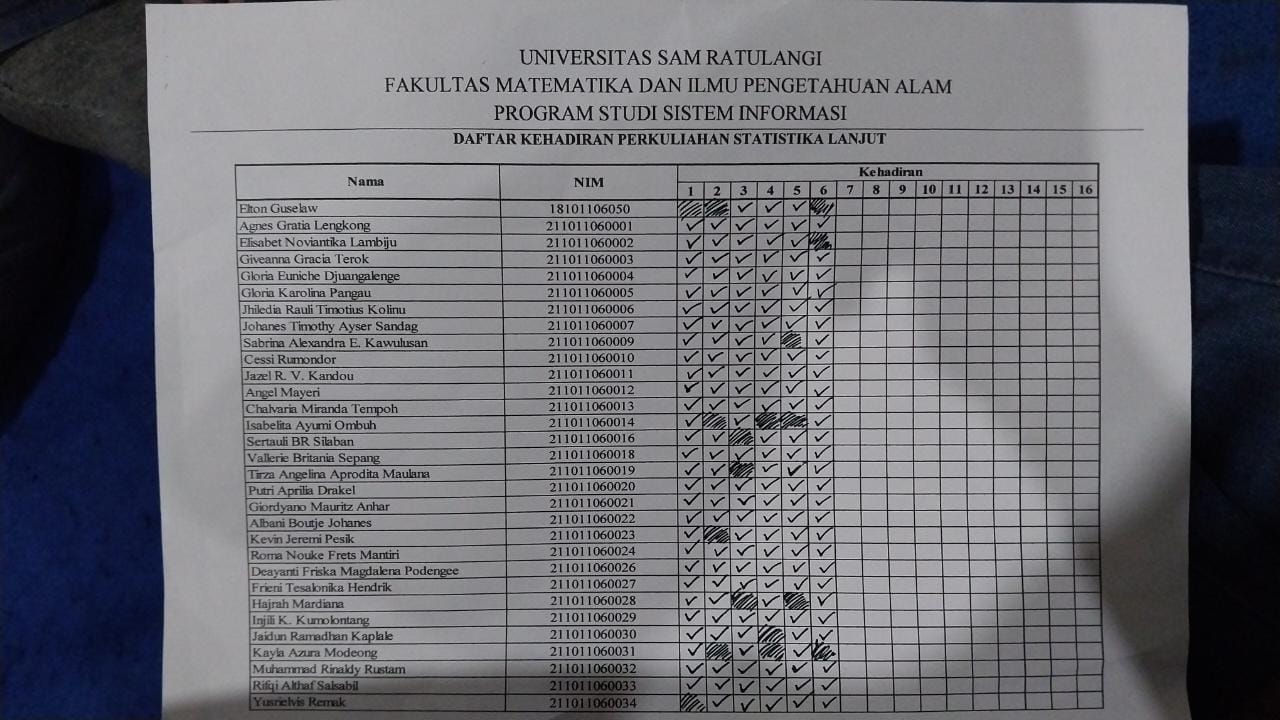 UNIVERSITAS SAM RATULANGI
FAKULTAS MATEMATIKA DAN ILMU PENGETAHUAN ALAM
PROGRAM STUDI SISTEM INFORMASI
DAFTAR KEHADIRAN PERKULIAHAN STATISTIKA LANJUT
Nama NIM Kehadiran
1 2 3 4 5 6 7 8 9 10 11 12 13 14 15 16
Elton Guselaw 18101106050
Agnes Gratia Lengkong 211011060001
Elisabet Noviantika Lambiju 211011060002
Giveanna Gracia Terok 211011060003
Gloria Euniche Djuangalenge 211011060004
Gloria Karolina Pangau 211011060005
Jhiledia Rauli Timotius Kolinu 211011060006
Johanes Timothy Ayser Sandag 211011060007
Sabrina Alexandra E. Kawulusan 211011060009
Cessi Rumondor 211011060010
Jazel R. V. Kandou 211011060011
Angel Mayeri 211011060012
Chalvaria Miranda Tempoh 211011060013
Isabelita Ayumi Ombuh 211011060014
Sertauli BR Silaban 211011060016
Vallerie Britania Sepang 211011060018
Tirza Angelina Aprodita Maulana 211011060019
Putri Aprilia Drakel 211011060020
Giordyano Mauritz Anhar 211011060021
Albani Boutje Johanes 211011060022
Kevin Jeremi Pesik 211011060023
Roma Nouke Frets Mantiri 211011060024
Deayanti Friska Magdalena Podengee 211011060026
Frieni Tesalonika Hendrik 211011060027
Hajrah Mardiana 211011060028
Injili K. Kumolontang 211011060029
Jaidun Ramadhan Kaplale 211011060030
Kayla Azura Modeong 211011060031
Muhammad Rinaldy Rustam 211011060032
Rifqi Althaf Salsabil 211011060033
Yusrielvis Remak 211011060034